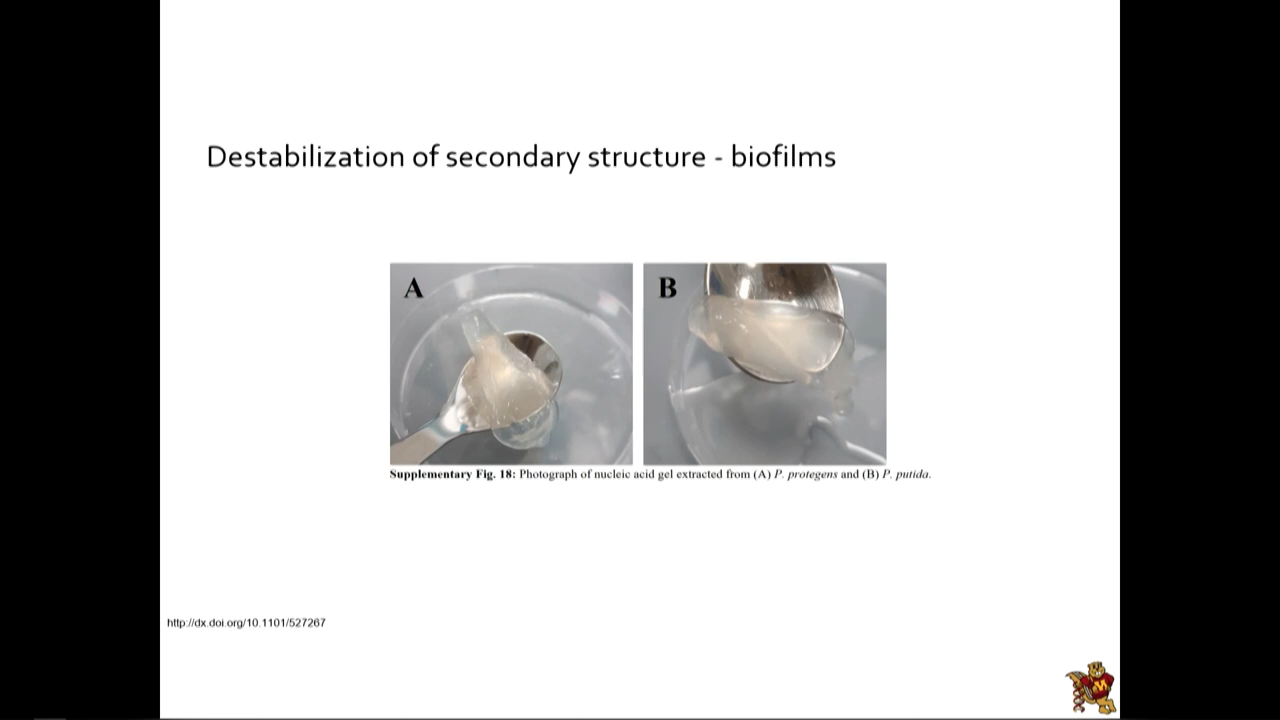 Destabilization of secondary structure - biofilms
A
B
Supplementary Fig. 18: Photograph of nucleic acid gel extracted from (A) P. protegens and (B) P. putida.
http://dx.doi.org/10.1101/527267
M